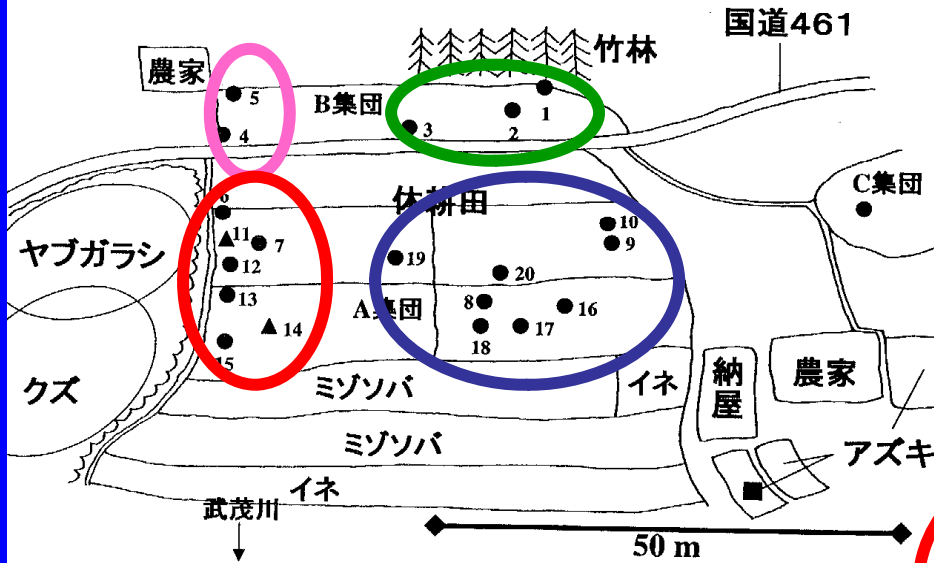 国道461
竹林
農家
5
B集団
1
2
3
4
C集団
休耕田
6
10
11
7
9
ヤブガラシ
19
12
20
13
8
16
A集団
14
17
18
15
クズ
ミゾソバ
イネ
納屋
農家
ミゾソバ
アズキ
イネ
武茂川
50 m